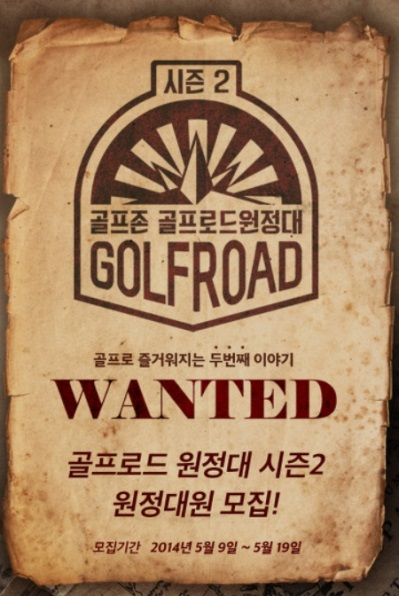 시즌 2
골프존 골프로드원정대
GOLFROAD
골프로 즐거워지는 두번째 이야기
WANTED
골프로드 원정대 시즌2
원정대원 모집!
모집기간 2014년 5월 9일 ~ 5월 19일